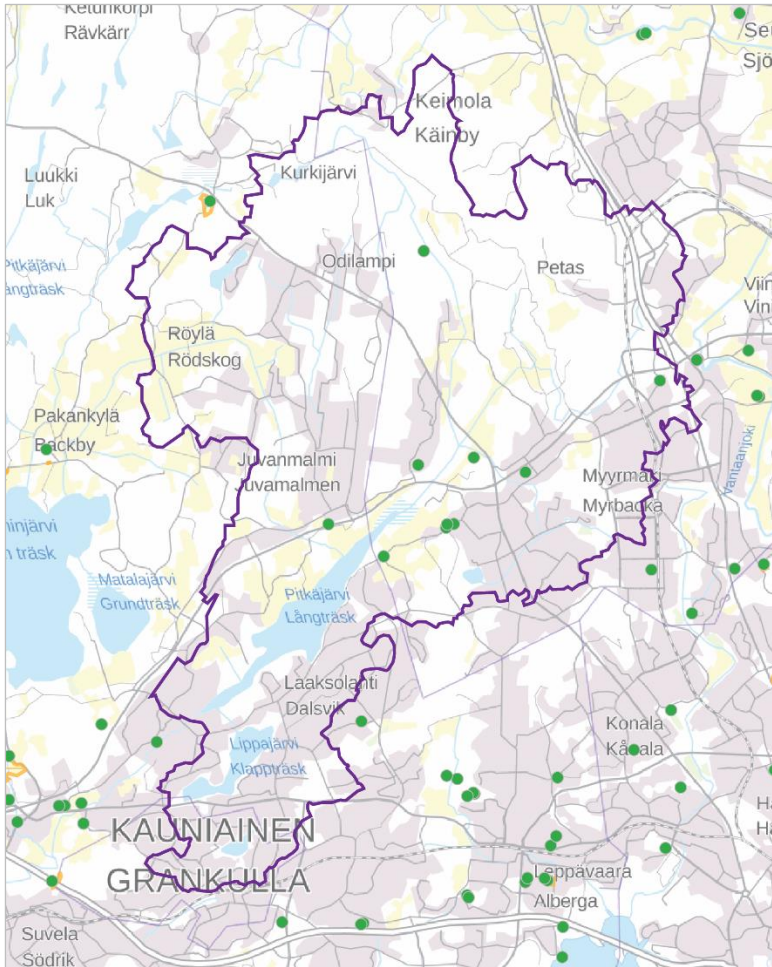 Ketunkorpi
Rävkärr
Keimola
Käinby
Luukki
Luk
Kurkijärvi
Odilampi
Petas
Pitkäjärvi
Långträsk
Röylä
Rödskog
Pakankylä
Backby
Juvanmalmi
Juvamalmen
Myyrmäki
Myrbacka
Vantaanjoki
Matalajärvi
Grundträsk
Pitkäjärvi
Långträsk
Laaksolahti
Dalsvik
Konala
Kånala
Lippajärvi
Klappträsk
KAUNIAINEN
GRANKULLA
Leppävaara
Alberga
Suvela
Södrik